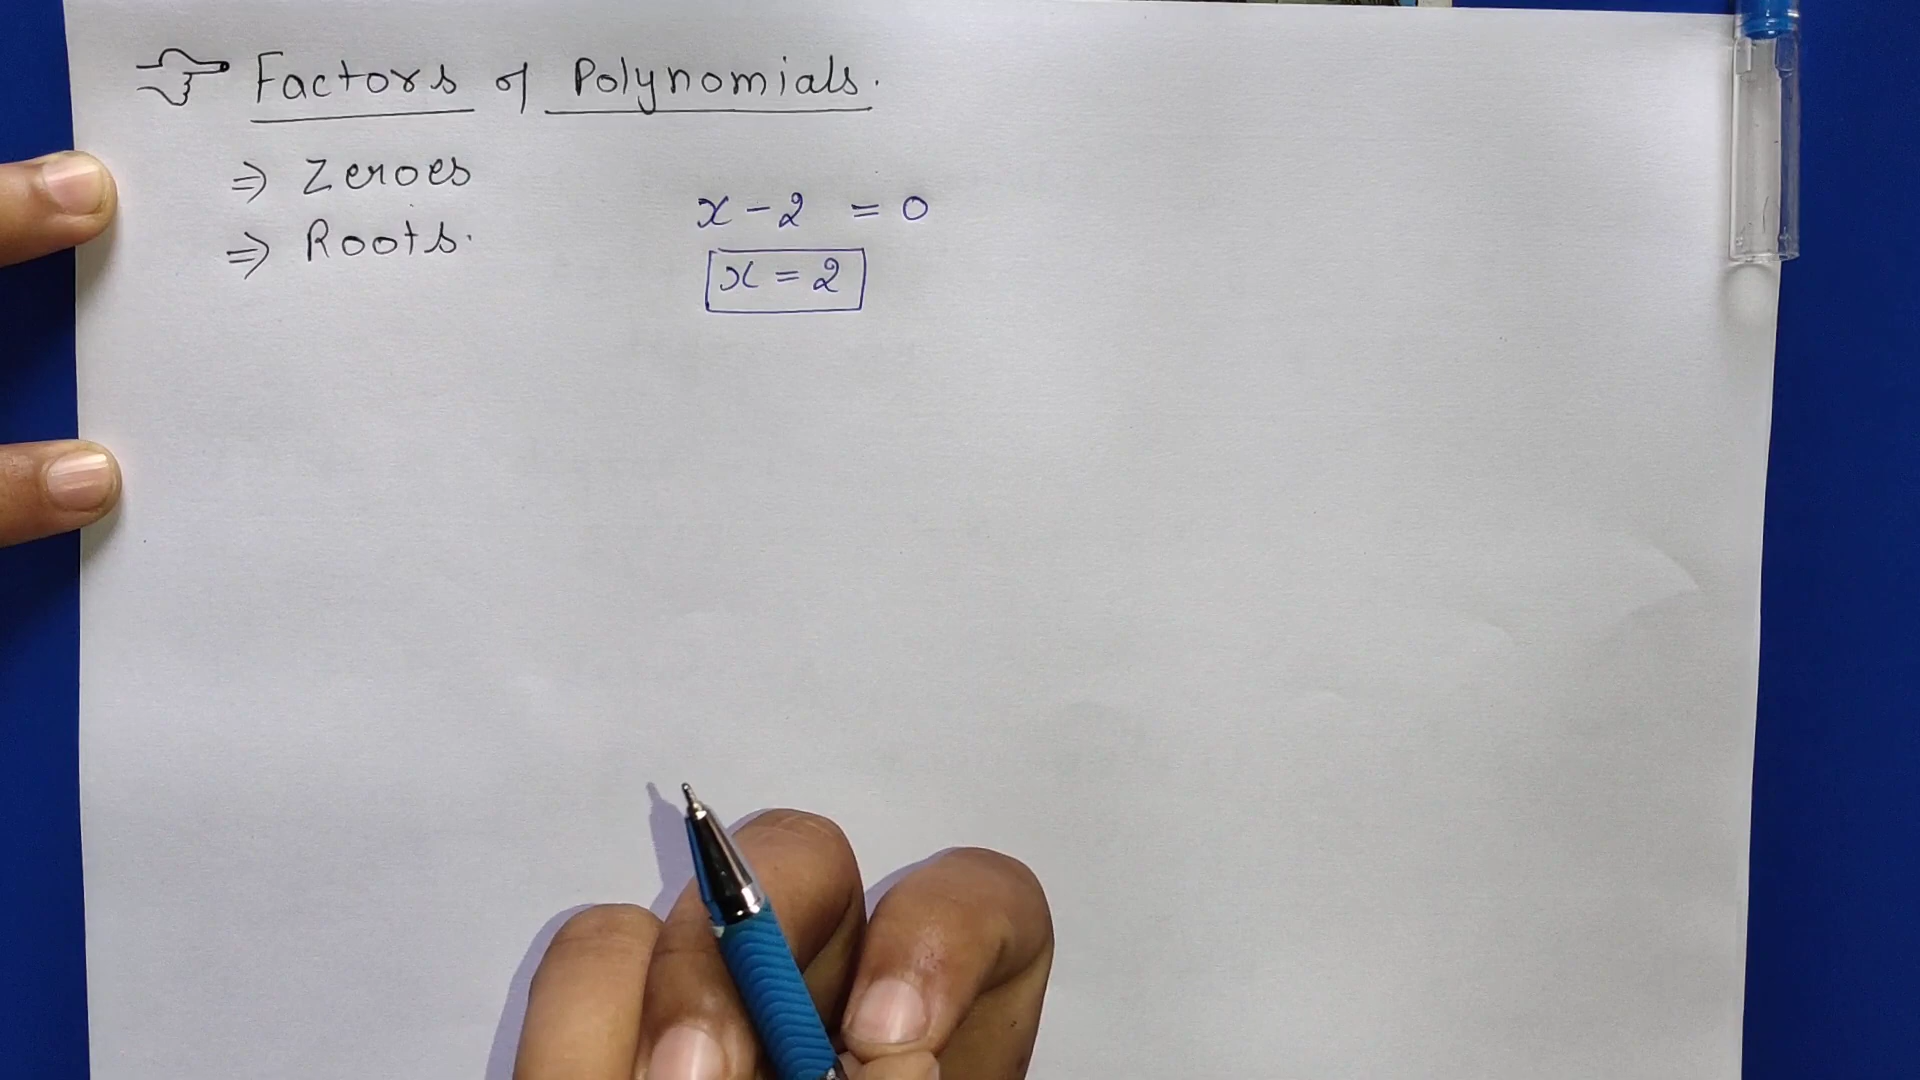 Factors of Polynomials.
⇒ Zeroes
⇒ Roots.
x - 2 = 0
x = 2